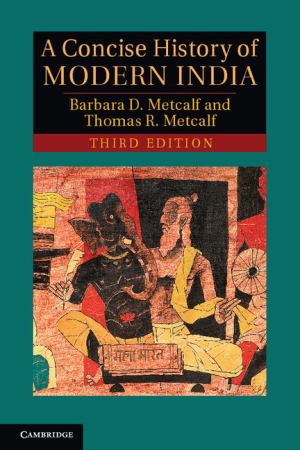 A Concise History of
MODERN INDIA
Barbara D. Metcalf and
Thomas R. Metcalf
THIRD EDITION
महाभारत
CAMBRIDGE